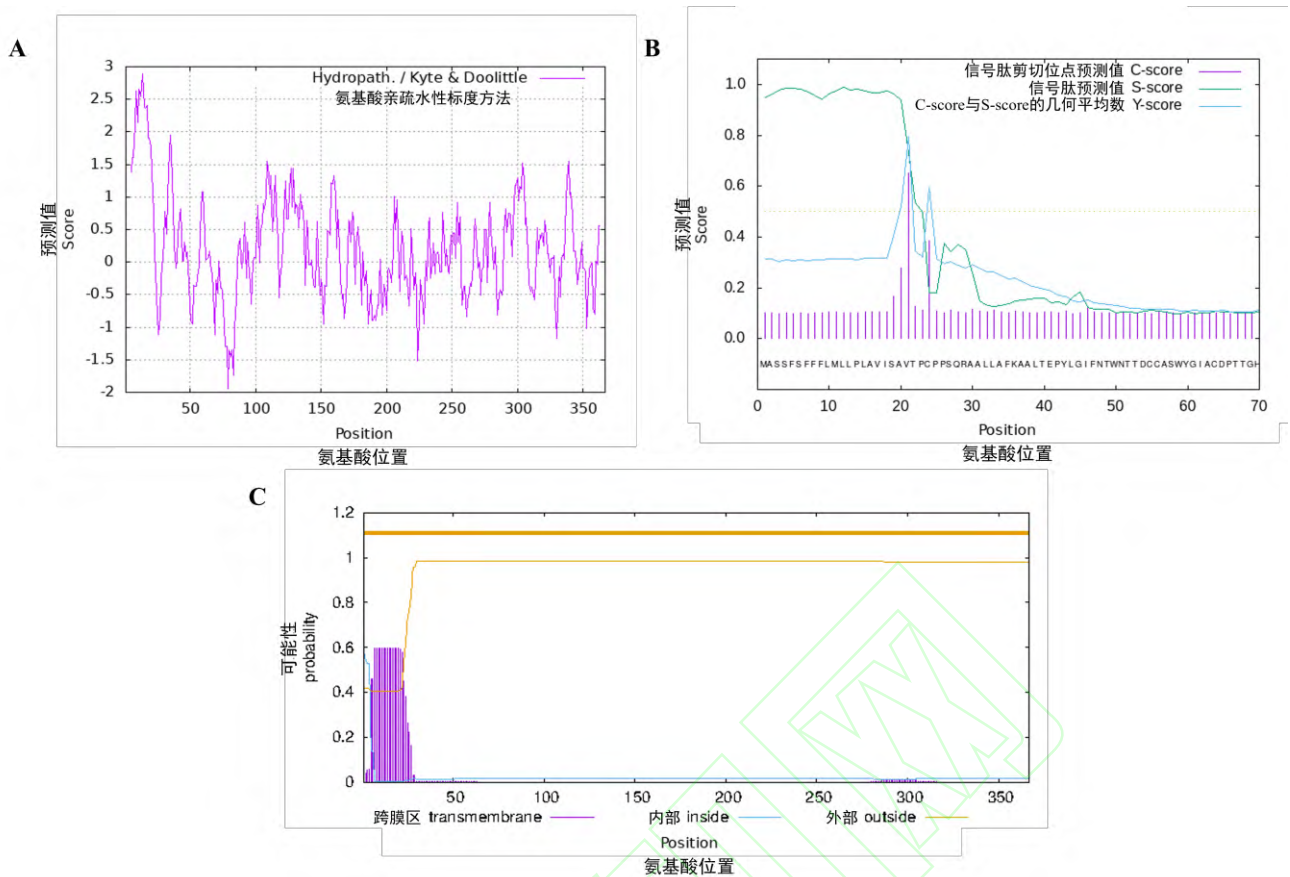 A
Hydropath. / Kyte & Doolittle
氨基酸亲疏水性标度方法
3
2.5
2
1.5
1
0.5
0
-0.5
-1
-1.5
-2
预测值
Score
50 100 150 200 250 300 350
Position
氨基酸位置
B
信号肽剪切位点预测值 C-score
信号肽预测值 S-score
C-score与S-score的几何平均数 Y-score
1.0
0.8
0.6
0.4
0.2
0.0
预测值
Score
MASSFSFFFLMLLPLAVISAVTPCPPSQRAALLAFKAALTEPYLGIFNTWNTTDCCASWYGIACDPTTGH
0 10 20 30 40 50 60 70
Position
氨基酸位置
C
1.2
1
0.8
0.6
0.4
0.2
0
可能性
probability
50 100 150 200 250 300 350
跨膜区 transmembrane 内部 inside 外部 outside
Position
氨基酸位置